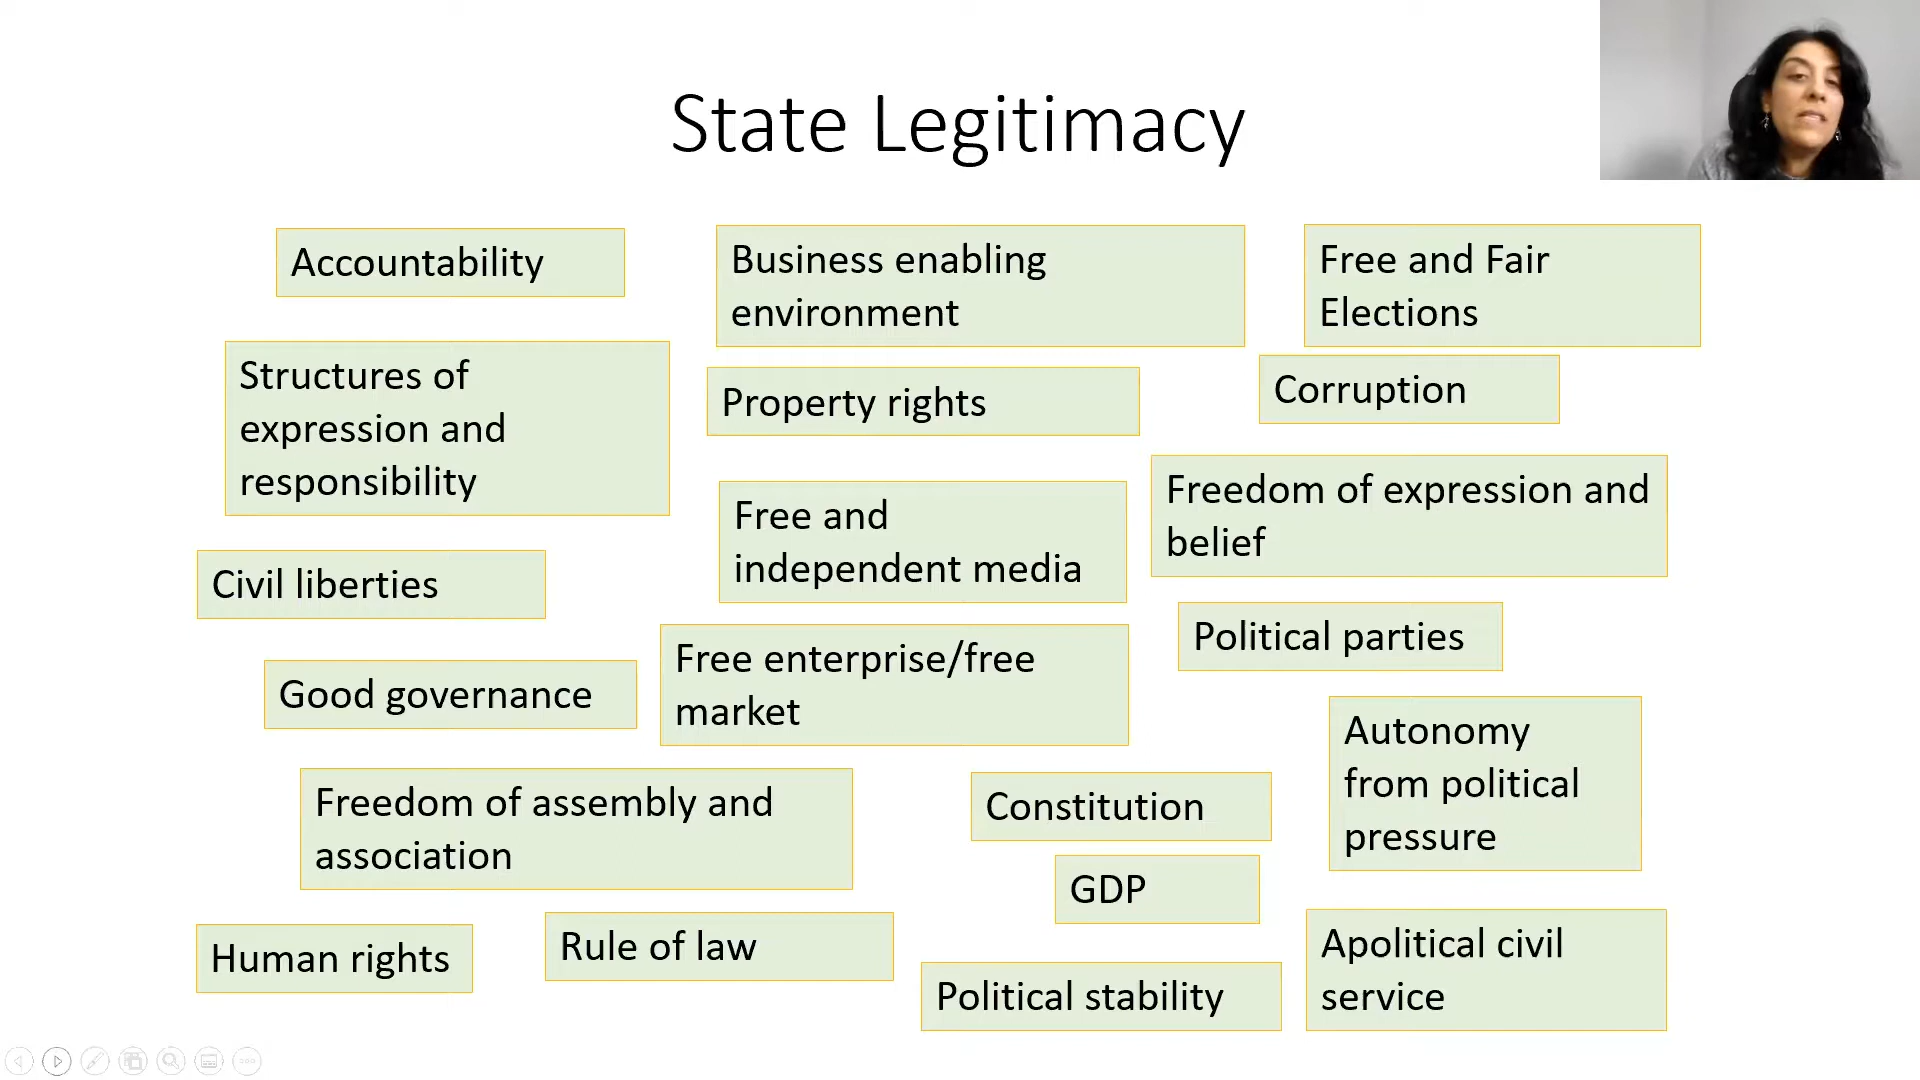 State Legitimacy
Accountability
Business enabling
environment
Free and Fair
Elections
Structures of
expression and
responsibility
Property rights
Corruption
Free and
independent media
Freedom of expression and
belief
Civil liberties
Political parties
Good governance
Free enterprise/free
market
Autonomy
from political
pressure
Freedom of assembly and
association
Constitution
GDP
Human rights
Rule of law
Political stability
Apolitical civil
service